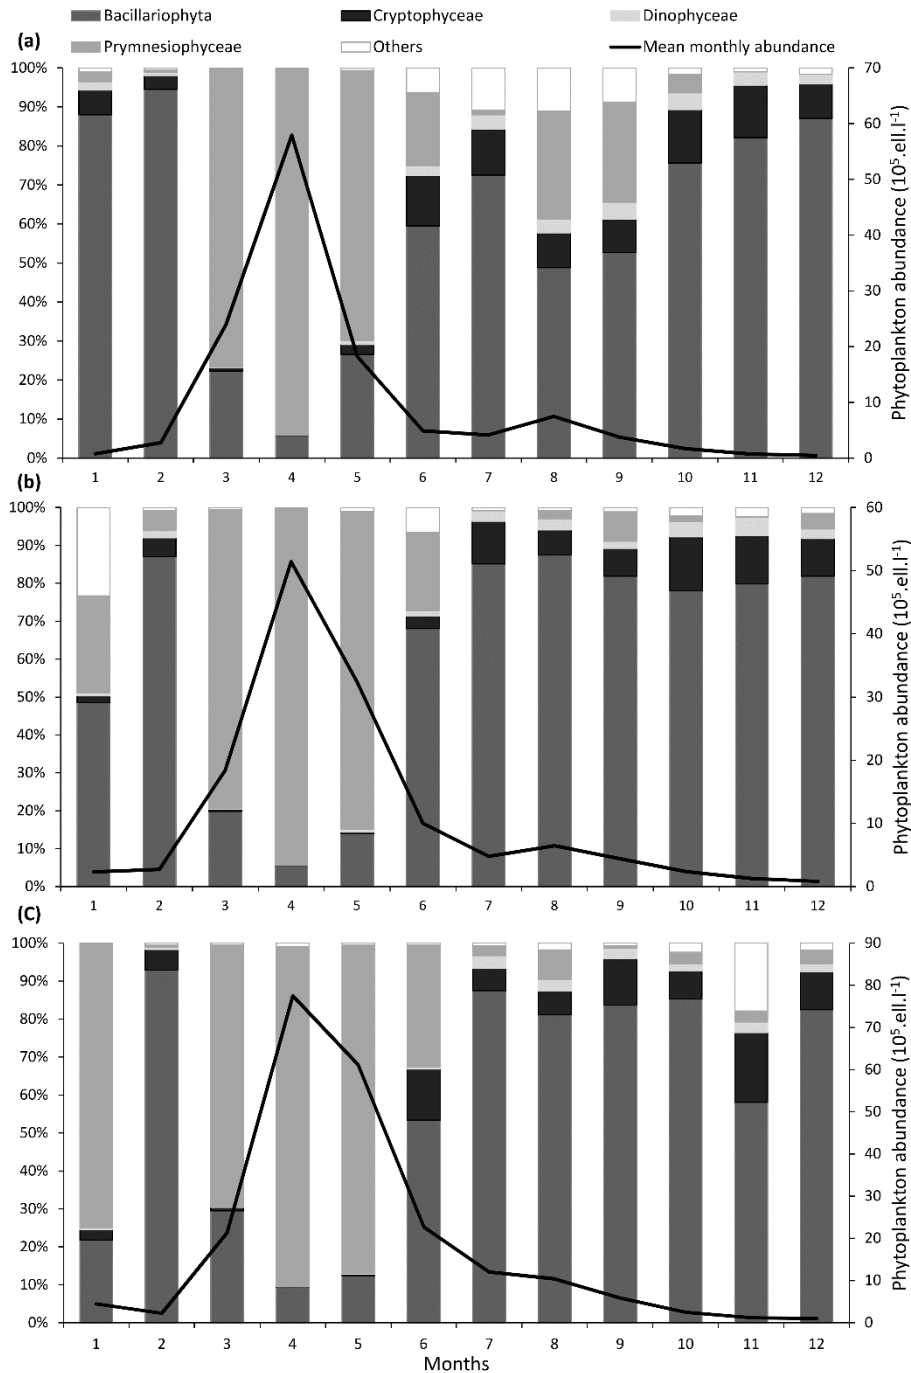 Bacillariophyta Cryptophyceae Dinophyceae
Prymnesiophyceae Others Mean monthly abundance
(a)
100% 70
90% 60
80% 50
70% 40
60% 30
50% 20
40% 10
30% 0
20%
10%
0%
Phytoplankton abundance (10⁵.ell.l⁻¹)
1 2 3 4 5 6 7 8 9 10 11 12
(b)
100% 60
90% 50
80% 40
70% 30
60% 20
50% 10
40% 0
30%
20%
10%
0%
Phytoplankton abundance (10⁵.ell.l⁻¹)
1 2 3 4 5 6 7 8 9 10 11 12
(C)
100% 90
90% 80
80% 70
70% 60
60% 50
50% 40
40% 30
30% 20
20% 10
10% 0
0%
Phytoplankton abundance (10⁵.ell.l⁻¹)
1 2 3 4 5 6 7 8 9 10 11 12
Months